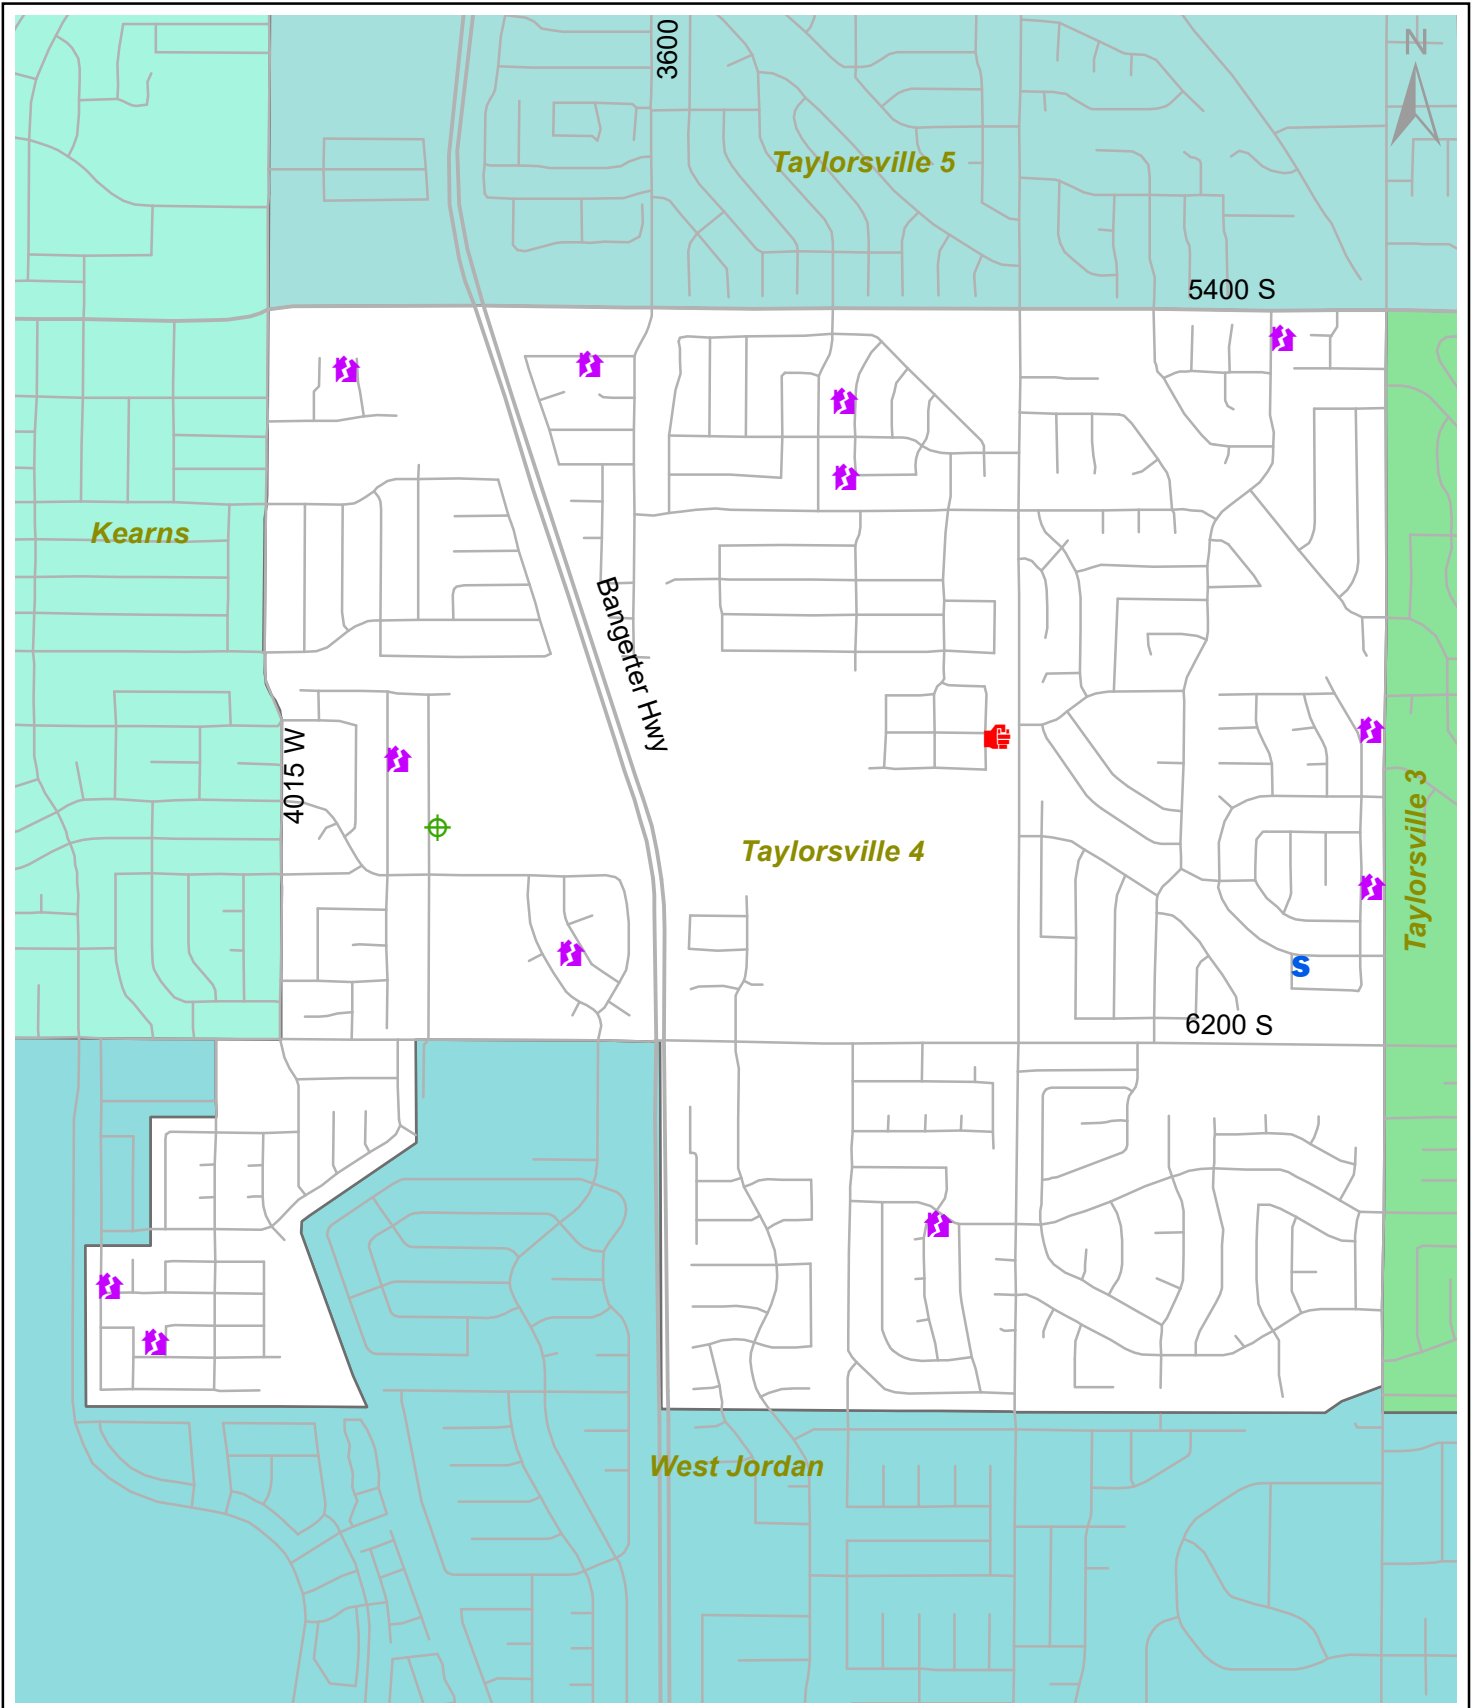 3600
N
Taylorsville 5
5400 S
Kearns
Bangerter Hwy
4015 W
Taylorsville 4
Taylorsville 3
S
6200 S
West Jordan